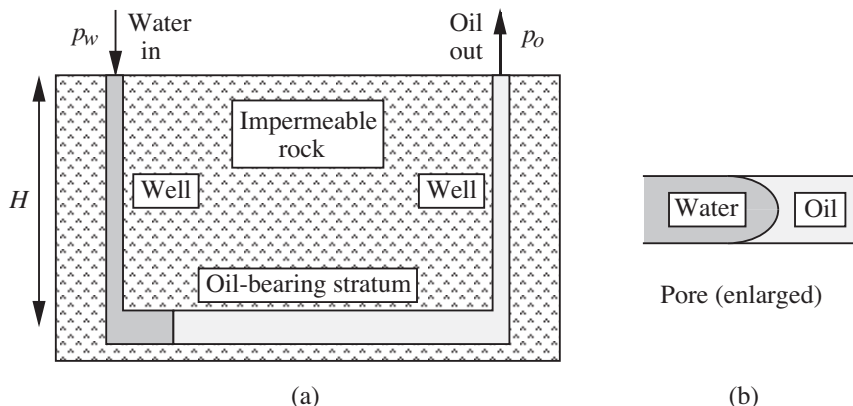 p_w Water in
Oil out p_o
H
Impermeable
rock
Well
Well
Oil-bearing stratum
(a)
Water
Oil
Pore (enlarged)
(b)